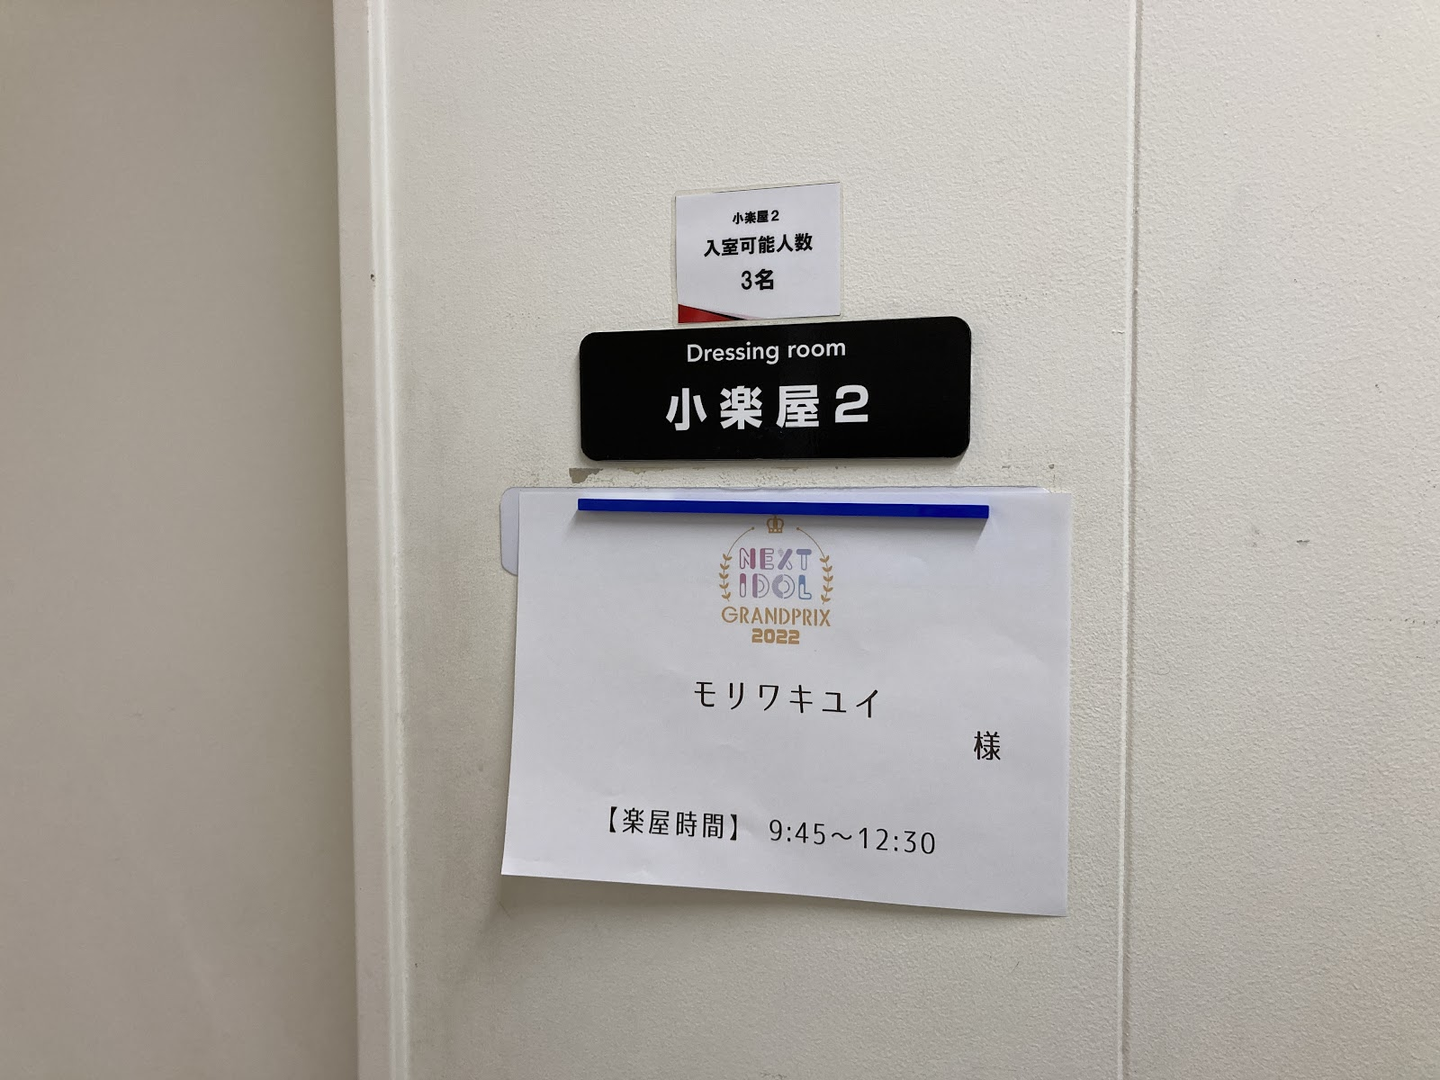 小楽屋2
入室可能人数
3名
Dressing room
小楽屋2
NEXT
IDOL
GRANDPRIX
2022
モリワキユイ
様
【楽屋時間】 9:45～12:30